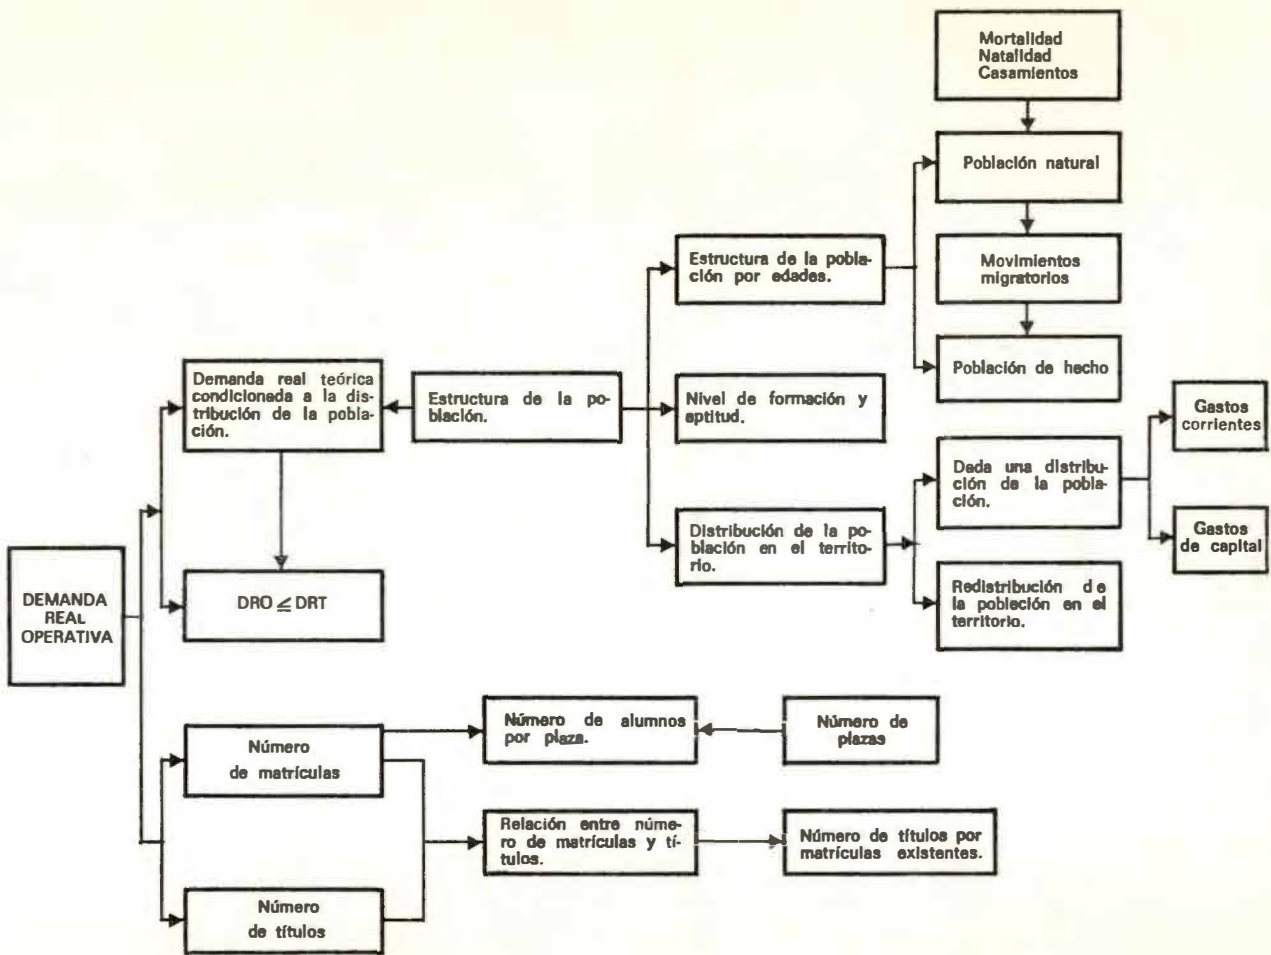 Mortalidad
Natalidad
Casamientos
Población natural
Estructura de la pobla-
ción por edades.
Movimientos
migratorios
Población de hecho
Demanda real teórica
condicionada a la dis-
tribución de la pobla-
ción.
Estructura de la po-
blación.
Nivel de formación y
aptitud.
Gastos
corrientes
Dada una distribu-
ción de la pobla-
ción.
Distribución de la po-
blación en el territo-
rio.
Gastos
de capital
DEMANDA
REAL
OPERATIVA
DRO ≦ DRT
Redistribución de
la población en el
territorio.
Número
de matrículas
Número de alumnos
por plaza.
Número de
plazas
Relación entre núme-
ro de matrículas y tí-
tulos.
Número de títulos por
matrículas existentes.
Número
de títulos